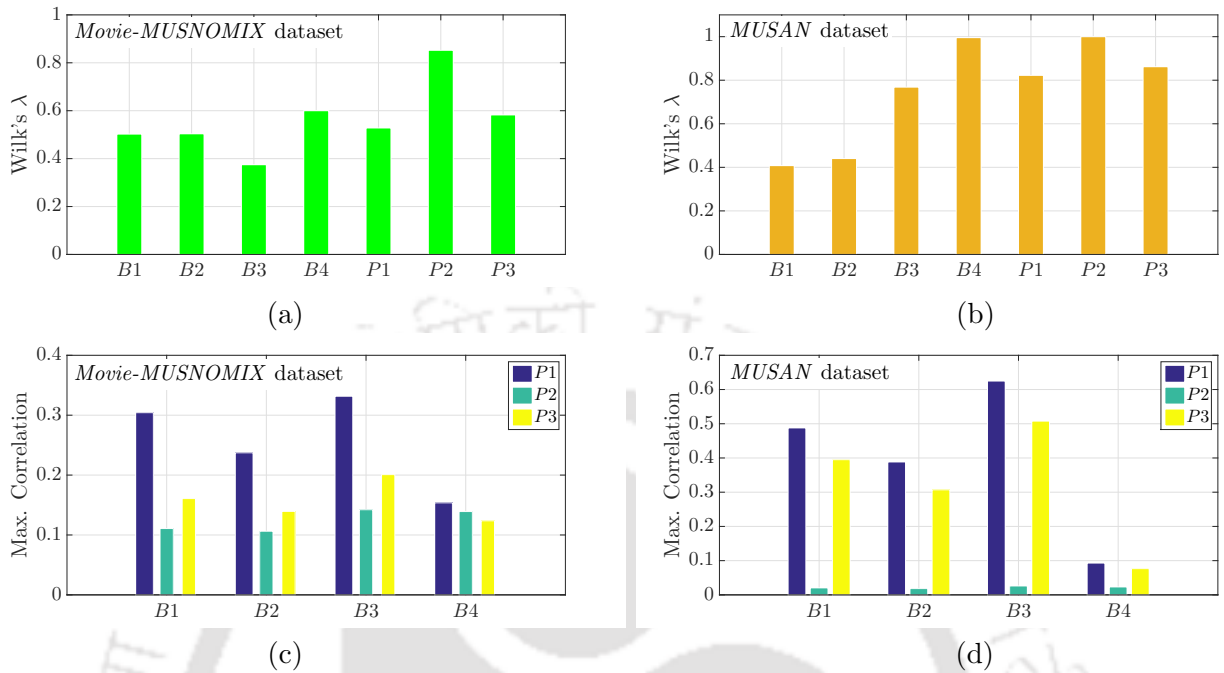 Movie-MUSNOMIX dataset
Wilk's λ
1
0.8
0.6
0.4
0.2
0
B1 B2 B3 B4 P1 P2 P3
(a)
MUSAN dataset
Wilk's λ
1
0.8
0.6
0.4
0.2
0
B1 B2 B3 B4 P1 P2 P3
(b)
Movie-MUSNOMIX dataset
Max. Correlation
0.4
0.3
0.2
0.1
0
P1
P2
P3
B1 B2 B3 B4
(c)
MUSAN dataset
Max. Correlation
0.7
0.6
0.5
0.4
0.3
0.2
0.1
0
P1
P2
P3
B1 B2 B3 B4
(d)